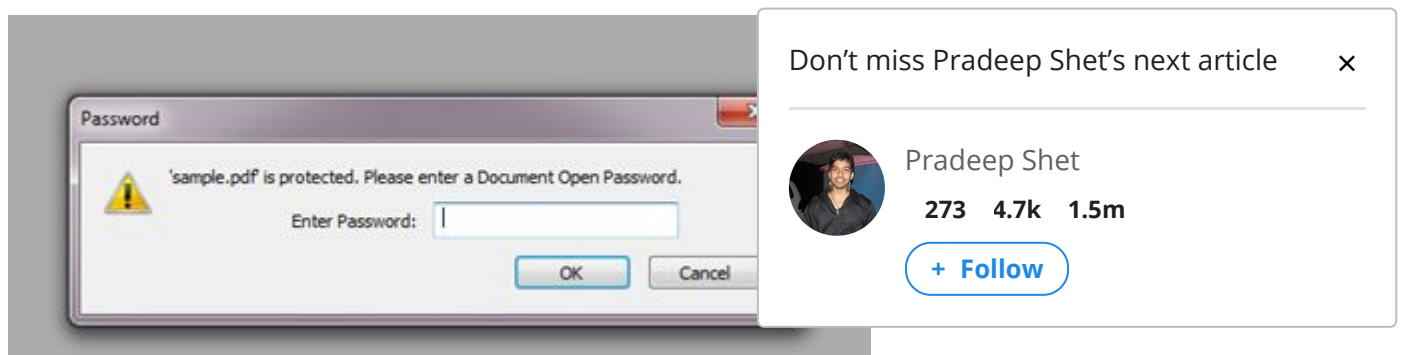 Password
'sample.pdf' is protected. Please enter a Document Open Password.
Enter Password:
OK
Cancel
Don’t miss Pradeep Shet’s next article
×
Pradeep Shet
273 4.7k 1.5m
+ Follow